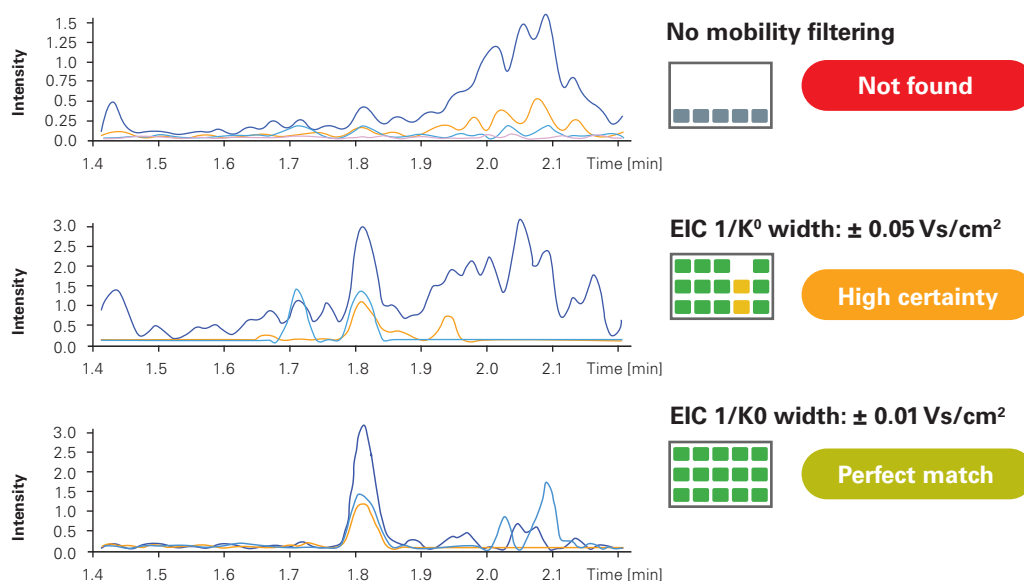 Intensity
1.5
1.25
1.0
0.75
0.5
0.25
0.0
1.4 1.5 1.6 1.7 1.8 1.9 2.0 2.1 Time [min]
No mobility filtering
Not found
Intensity
3.0
2.5
2.0
1.5
1.0
0.5
0.0
1.4 1.5 1.6 1.7 1.8 1.9 2.0 2.1 Time [min]
EIC 1/K⁰ width: ± 0.05 Vs/cm²
High certainty
Intensity
3.0
2.5
2.0
1.5
1.0
0.5
0.0
1.4 1.5 1.6 1.7 1.8 1.9 2.0 2.1 Time [min]
EIC 1/K0 width: ± 0.01 Vs/cm²
Perfect match